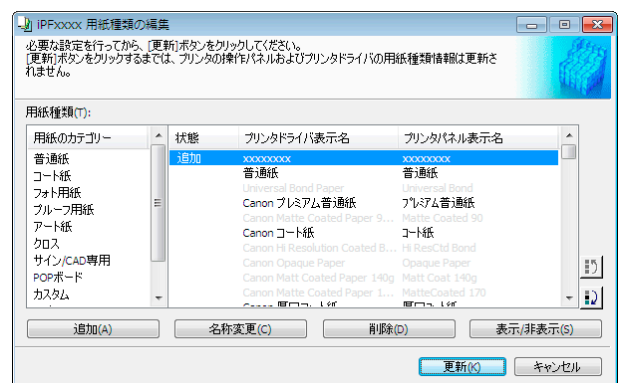 iPFxxxx 用紙種類の編集
必要な設定を行ってから、[更新]ボタンをクリックしてください。
[更新]ボタンをクリックするまでは、プリンタの操作パネルおよびプリンタドライバの用紙種類情報は更新さ
れません。
用紙種類(T):
用紙のカテゴリー 状態 プリンタドライバ表示名 プリンタパネル表示名
普通紙 追加 xxxxxxxx xxxxxxxx
コート紙 普通紙 普通紙
フォト用紙 Universal Bond Paper Universal Bond
プルーフ用紙 Canon プレミアム普通紙 プレミアム普通紙
アート紙 Canon Matte Coated Paper 9... Matte Coated 90
クロス Canon コート紙 コート紙
サイン/CAD専用 Canon Hi Resolution Coated B... Hi ResCtd Bond
POPボード Canon Opaque Paper Opaque Paper
カスタム Canon Matt Coated Paper 140g Matt Coat 140g
Canon Matte Coated Paper 1... MatteCoated 170
Canon 厚口コート紙 厚口コート紙
追加(A) 名称変更(C) 削除(D) 表示/非表示(S)
更新(K) キャンセル